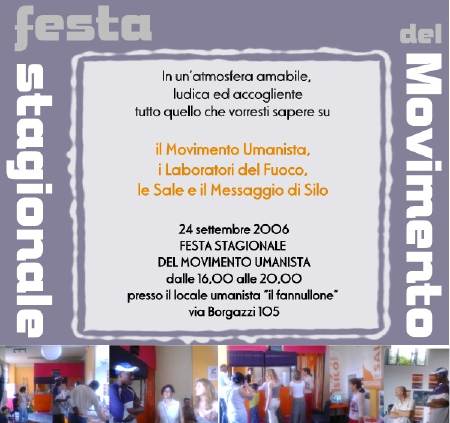 festa
stagionale
del
Movimento
In un'atmosfera amabile,
ludica ed accogliente
tutto quello che vorresti sapere su
il Movimento Umanista,
i Laboratori del Fuoco,
le Sale e il Messaggio di Silo
24 settembre 2006
FESTA STAGIONALE
DEL MOVIMENTO UMANISTA
dalle 16,00 alle 20,00
presso il locale umanista "il fannullone"
via Borgazzi 105